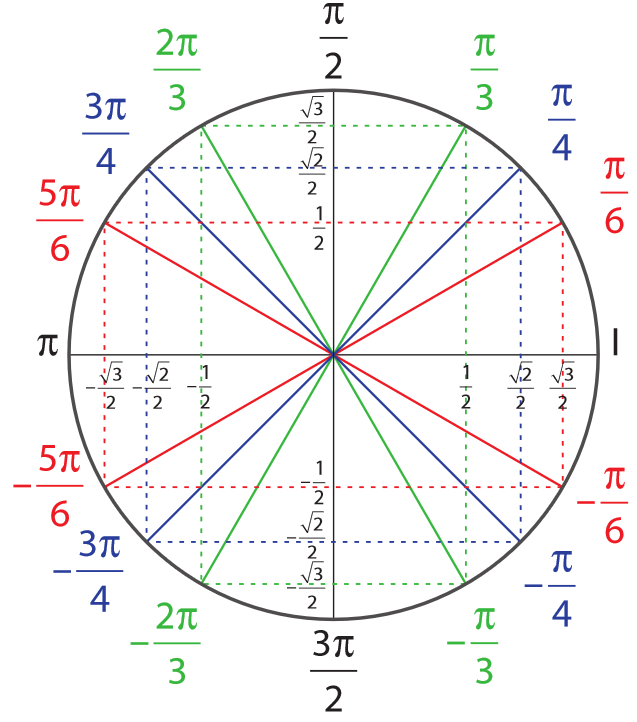 π/2
2π/3
π/3
3π/4
π/4
5π/6
π/6
√3/2
√2/2
1/2
π
l
-√3/2
-√2/2
-1/2
1/2
√2/2
√3/2
-1/2
-√2/2
-√3/2
-5π/6
-π/6
-3π/4
-π/4
-2π/3
-π/3
3π/2